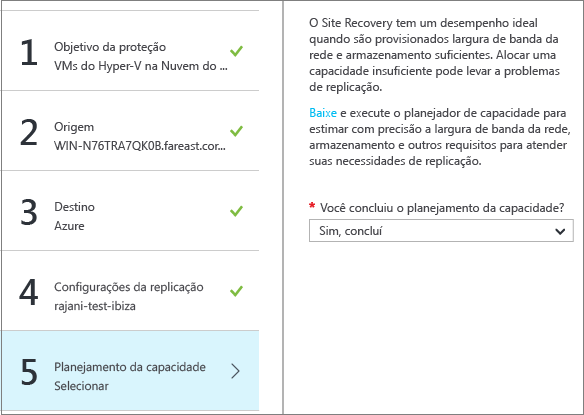 1
Objetivo da proteção
VMs do Hyper-V na Nuvem do ...
2
Origem
WIN-N76TRA7QK0B.fareast.cor...
3
Destino
Azure
4
Configurações da replicação
rajani-test-ibiza
5
Planejamento da capacidade
Selecionar
O Site Recovery tem um desempenho ideal
quando são provisionados largura de banda da
rede e armazenamento suficientes. Alocar uma
capacidade insuficiente pode levar a problemas
de replicação.
Baixe e execute o planejador de capacidade para
estimar com precisão a largura de banda da rede,
armazenamento e outros requisitos para atender
suas necessidades de replicação.
* Você concluiu o planejamento da capacidade?
Sim, concluí